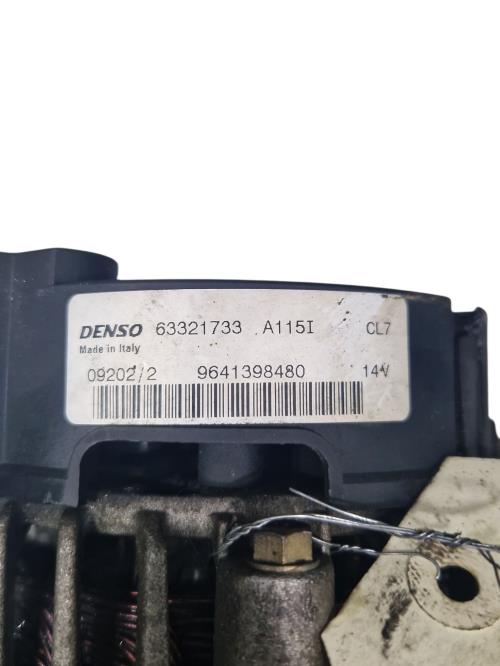 DENSO 63321733 A115I CL7
Made in Italy
09202/2 9641398480 14V